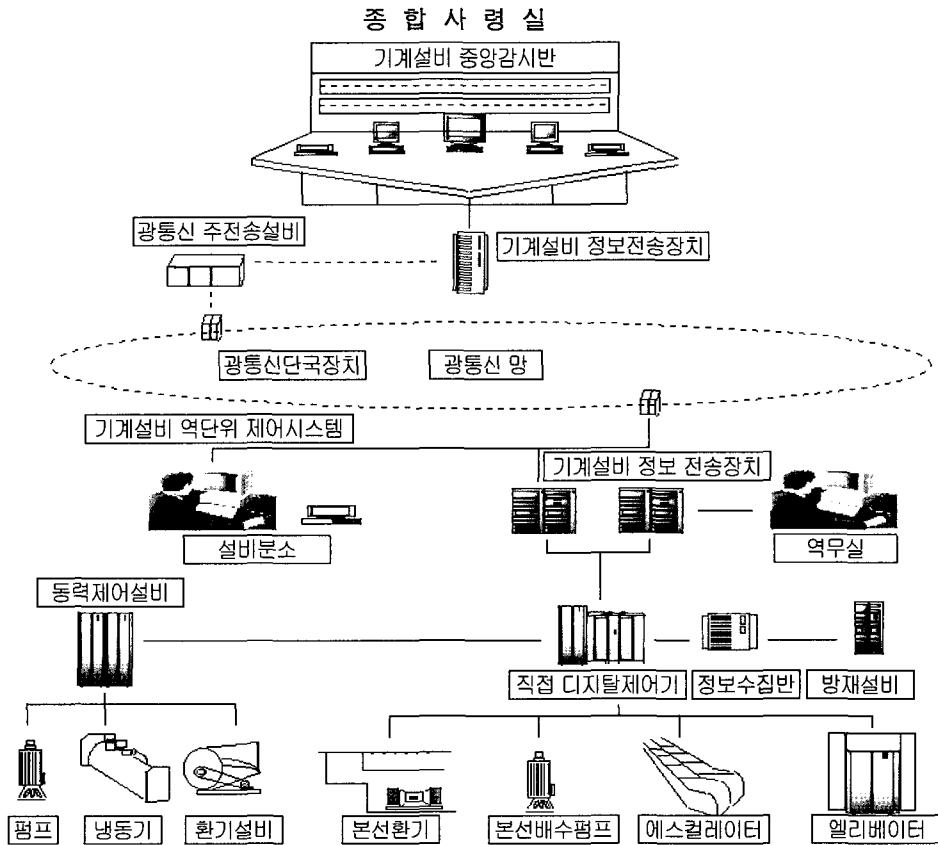 종 합 사 령 실
기계설비 중앙감시반
광통신 주전송설비
기계설비 정보전송장치
광통신단국장치
광통신 망
기계설비 역단위 제어시스템
기계설비 정보 전송장치
설비분소
역무실
동력제어설비
직접 디지탈제어기
정보수집반
방재설비
펌프
냉동기
환기설비
본선환기
본선배수펌프
에스컬레이터
엘리베이터